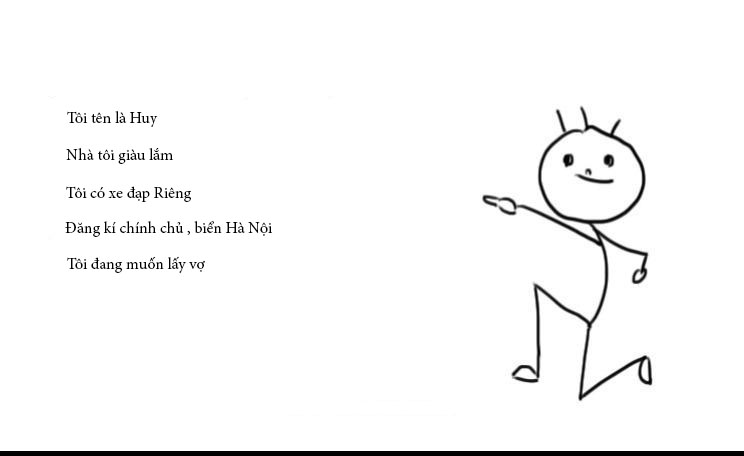 Tôi tên là Huy
Nhà tôi giàu lắm
Tôi có xe đạp Riêng
Đăng kí chính chủ , biển Hà Nội
Tôi đang muốn lấy vợ